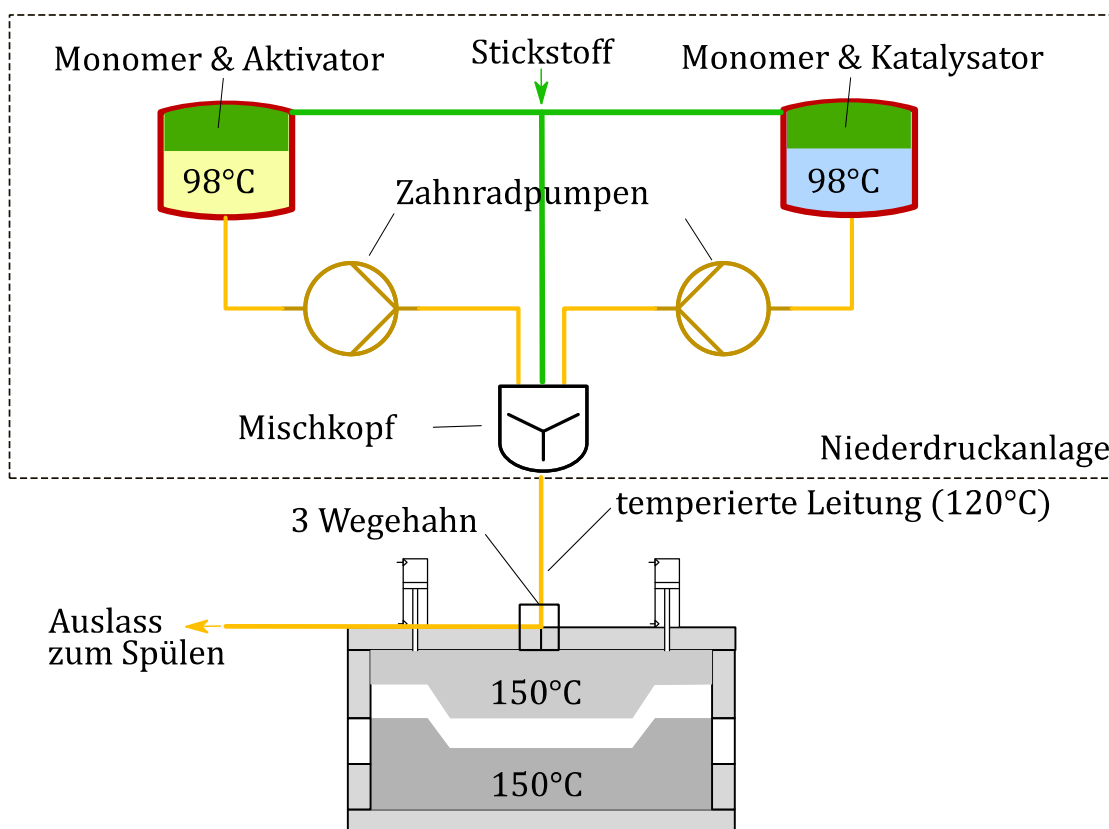 Stickstoff
Monomer & Aktivator
Monomer & Katalysator
98°C
98°C
Zahnradpumpen
Mischkopf
Niederdruckanlage
temperierte Leitung (120°C)
3 Wegehahn
Auslass
zum Spülen
150°C
150°C